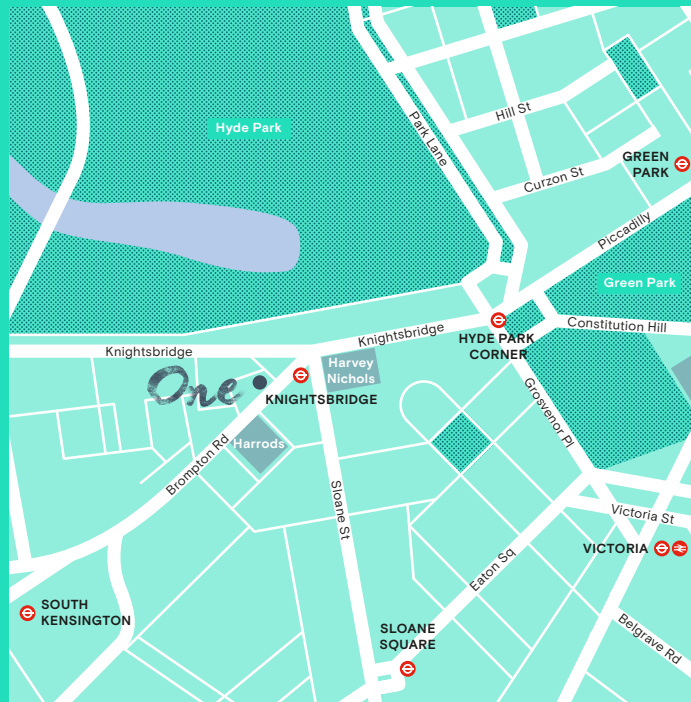 Hyde Park
Park Lane
Hill St
Curzon St
GREEN
PARK
Piccadilly
Green Park
Constitution Hill
HYDE PARK
CORNER
Knightsbridge
Knightsbridge
Harvey
Nichols
One
KNIGHTSBRIDGE
Harrods
Brompton Rd
Sloane St
Grosvenor Pl
Victoria St
VICTORIA
Eaton Sq
SOUTH
KENSINGTON
SLOANE
SQUARE
Belgrave Rd